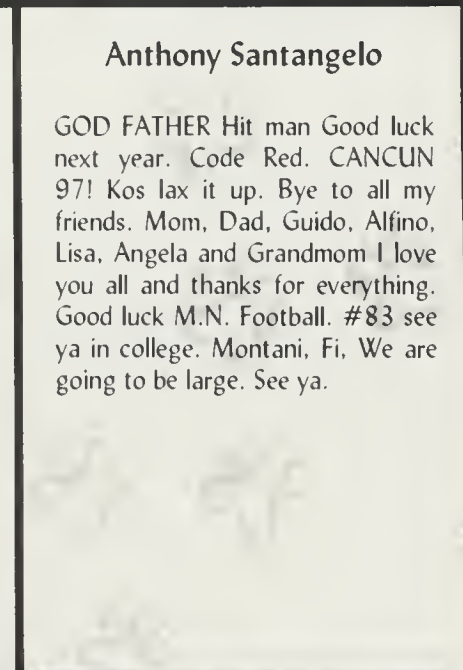 Anthony Santangelo
GOD FATHER Hit man Good luck
next year. Code Red. CANCUN
97! Kos lax it up. Bye to all my
friends. Mom, Dad, Guido, Alfino,
Lisa, Angela and Grandmom I love
you all and thanks for everything.
Good luck M.N. Football. #83 see
ya in college. Montani, Fi, We are
going to be large. See ya.